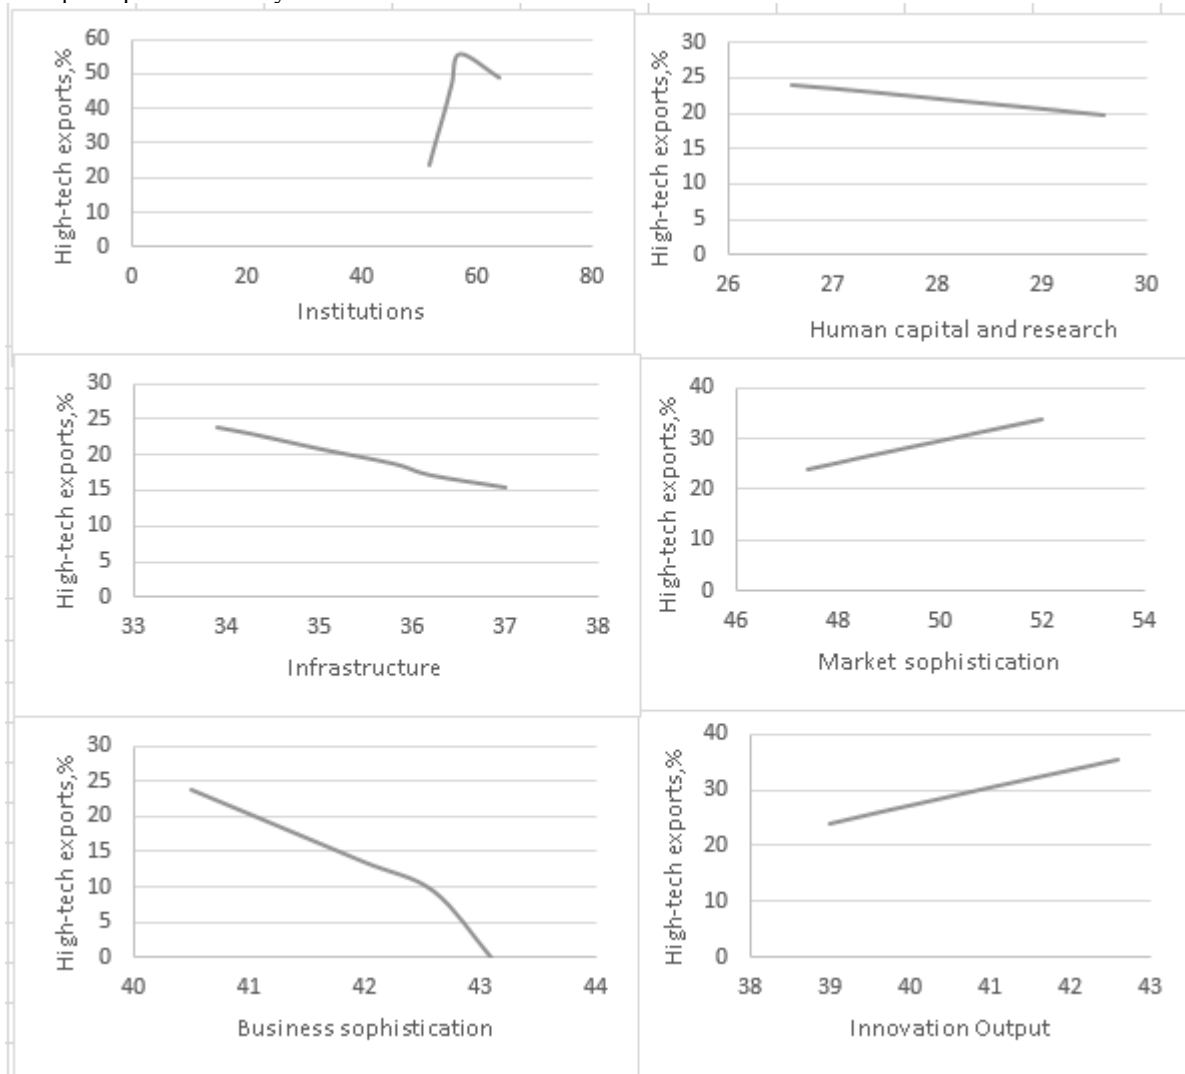 60
50
40
30
20
10
0
0 20 40 60 80
High-tech exports,%
Institutions
30
25
20
15
10
5
0
26 27 28 29 30
High-tech exports,%
Human capital and research
30
25
20
15
10
5
0
33 34 35 36 37 38
High-tech exports,%
Infrastructure
40
30
20
10
0
46 48 50 52 54
High-tech exports,%
Market sophistication
30
25
20
15
10
5
0
40 41 42 43 44
High-tech exports,%
Business sophistication
40
30
20
10
0
38 39 40 41 42 43
High-tech exports,%
Innovation Output